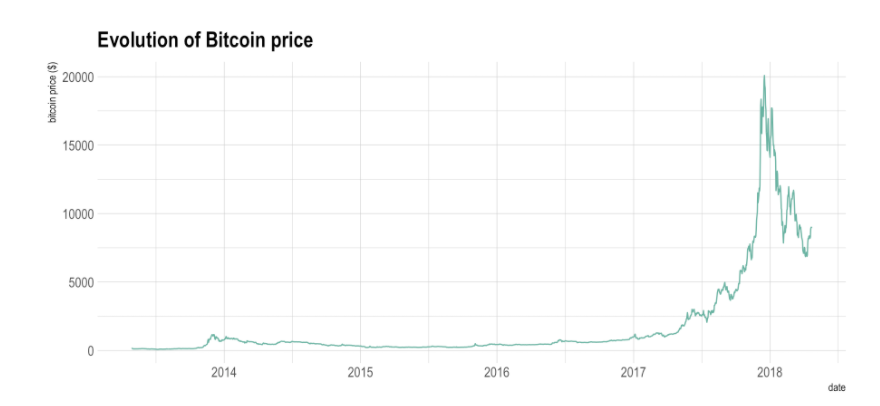 Evolution of Bitcoin price
bitcoin price ($)
20000
15000
10000
5000
0
2014 2015 2016 2017 2018
date